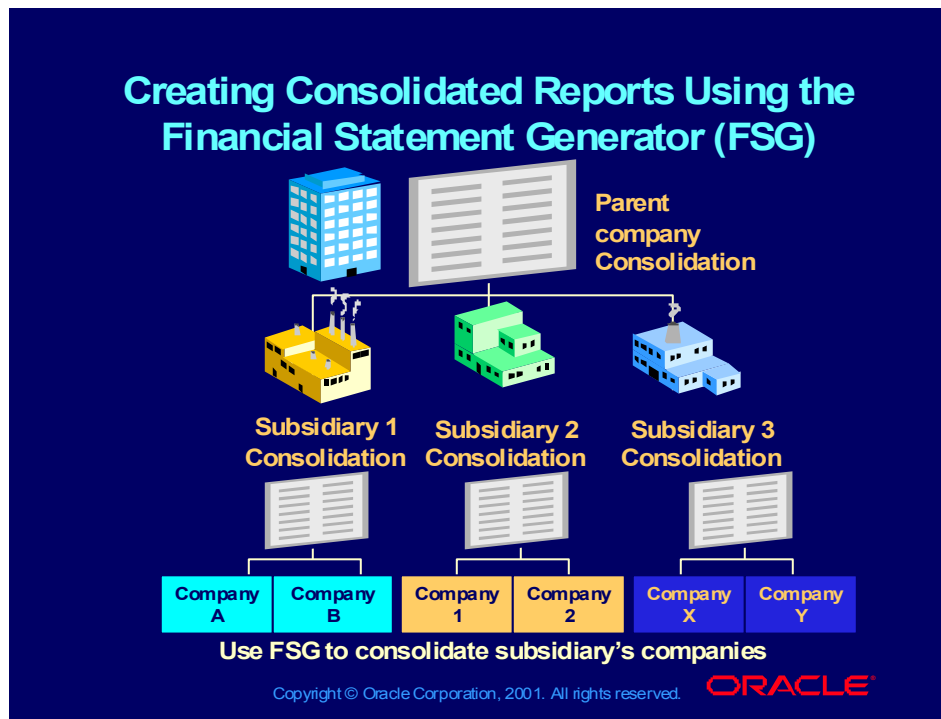 Creating Consolidated Reports Using the
Financial Statement Generator (FSG)
Parent
company
Consolidation
Subsidiary 1
Consolidation
Subsidiary 2
Consolidation
Subsidiary 3
Consolidation
Company
A
Company
B
Company
1
Company
2
Company
X
Company
Y
Use FSG to consolidate subsidiary's companies
Copyright © Oracle Corporation, 2001. All rights reserved.
ORACLE®